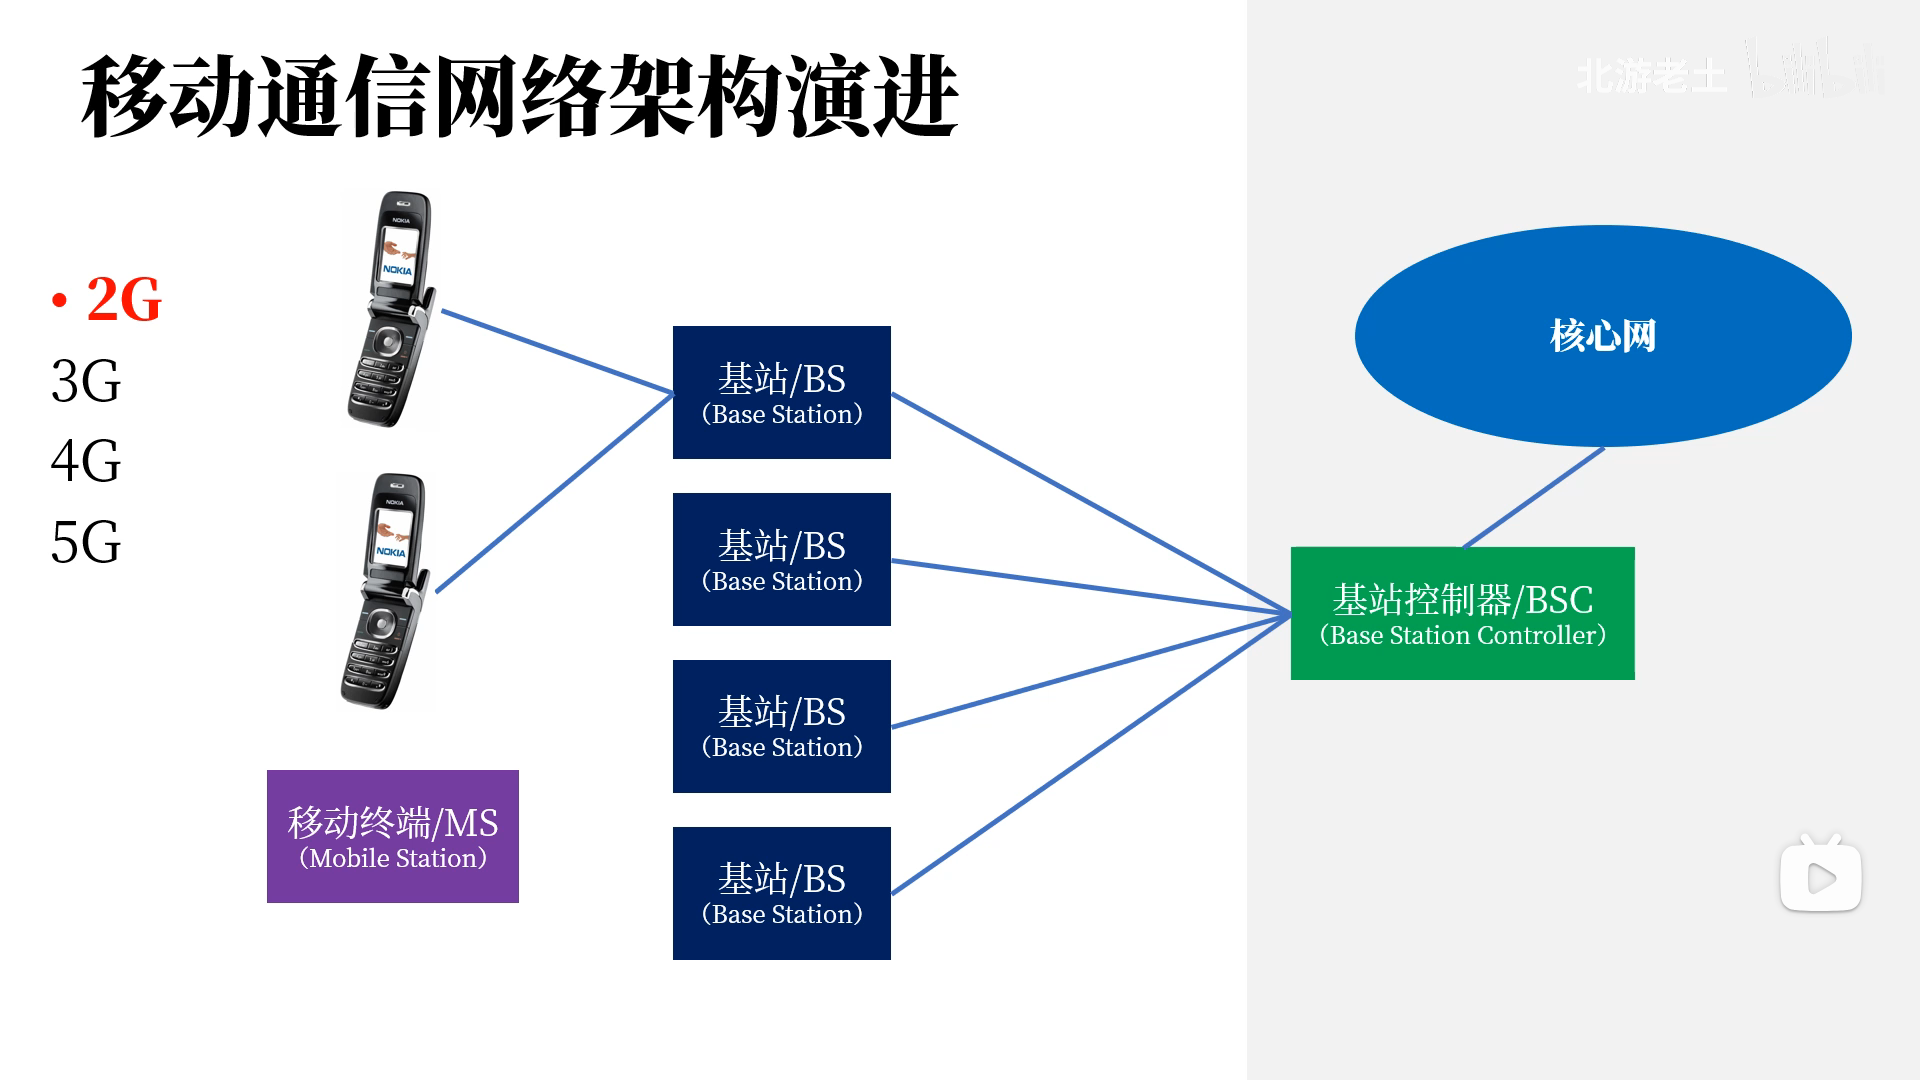 移动通信网络架构演进
北游老土 bilibili
• 2G
3G
4G
5G
NOKIA
NOKIA
NOKIA
NOKIA
移动终端/MS
(Mobile Station)
基站/BS
(Base Station)
基站/BS
(Base Station)
基站/BS
(Base Station)
基站/BS
(Base Station)
核心网
基站控制器/BSC
(Base Station Controller)